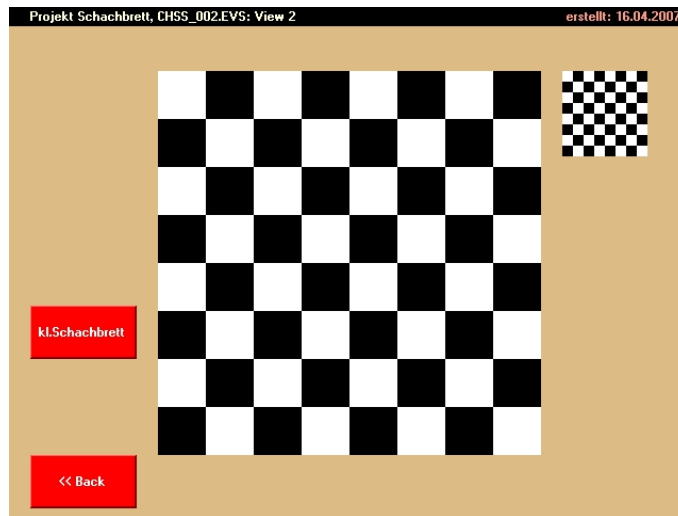 Projekt Schachbrett, CHSS_002.EVS: View 2
erstellt: 16.04.2007
kl.Schachbrett
<< Back